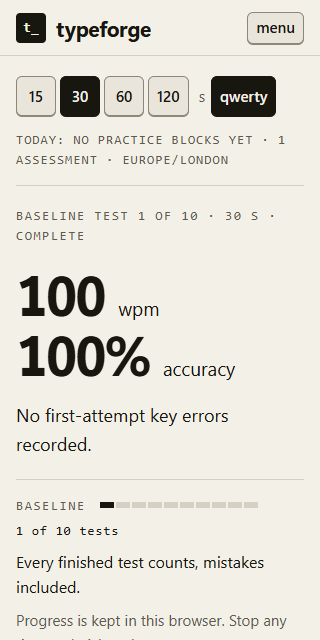 t_ typeforge menu
15 30 60 120 s qwerty
TODAY: NO PRACTICE BLOCKS YET · 1
ASSESSMENT · EUROPE/LONDON
BASELINE TEST 1 OF 10 · 30 S ·
COMPLETE
100 wpm
100% accuracy
No first-attempt key errors
recorded.
BASELINE
1 of 10 tests
Every finished test counts, mistakes
included.
Progress is kept in this browser. Stop any